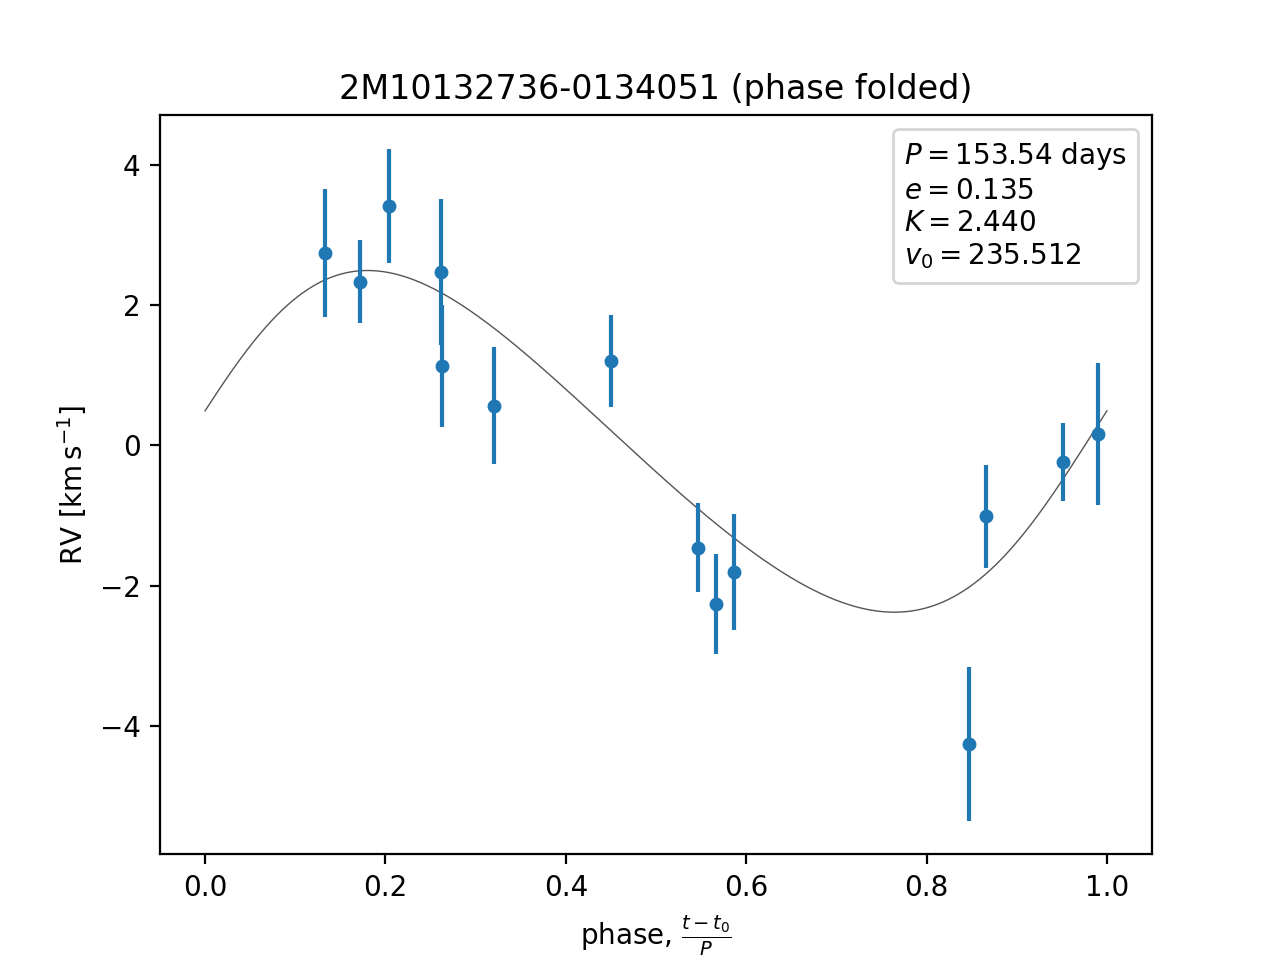 2M10132736-0134051 (phase folded)
P = 153.54 days
e = 0.135
K = 2.440
v₀ = 235.512
RV [km s⁻¹]
4
2
0
−2
−4
0.0 0.2 0.4 0.6 0.8 1.0
phase, (t − t₀)/P